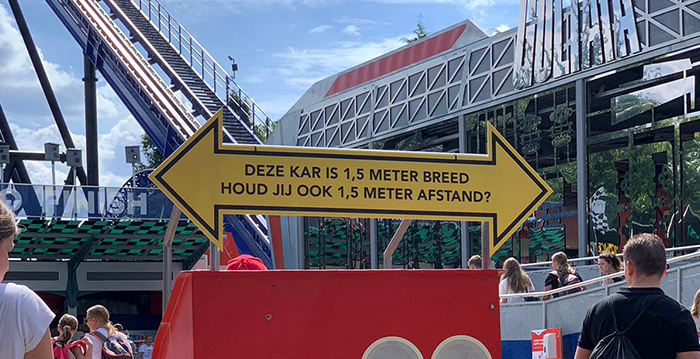 DEZE KAR IS 1,5 METER BREED
HOUD JIJ OOK 1,5 METER AFSTAND?